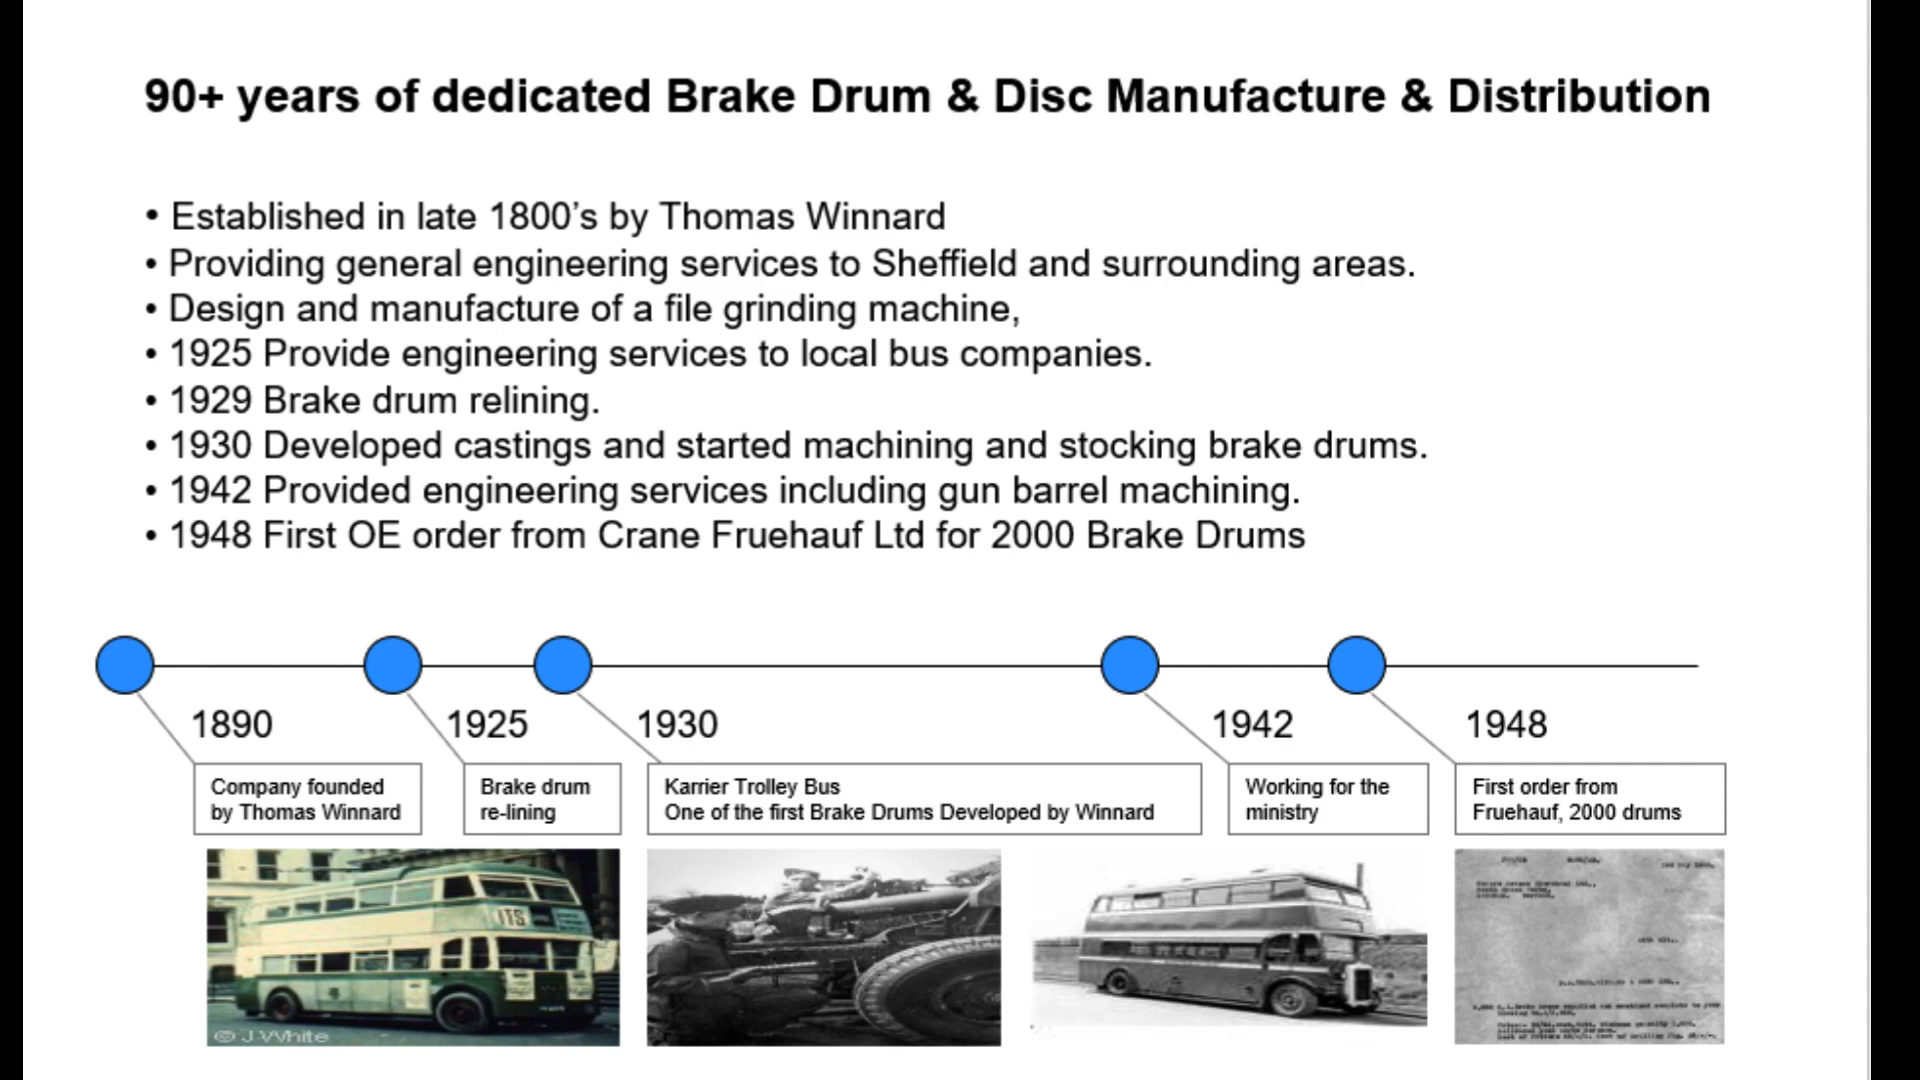 90+ years of dedicated Brake Drum & Disc Manufacture & Distribution
• Established in late 1800’s by Thomas Winnard
• Providing general engineering services to Sheffield and surrounding areas.
• Design and manufacture of a file grinding machine,
• 1925 Provide engineering services to local bus companies.
• 1929 Brake drum relining.
• 1930 Developed castings and started machining and stocking brake drums.
• 1942 Provided engineering services including gun barrel machining.
• 1948 First OE order from Crane Fruehauf Ltd for 2000 Brake Drums
1890
Company founded
by Thomas Winnard
1925
Brake drum
re-lining
1930
Karrier Trolley Bus
One of the first Brake Drums Developed by Winnard
1942
Working for the
ministry
1948
First order from
Fruehauf, 2000 drums
ITS
© J.White